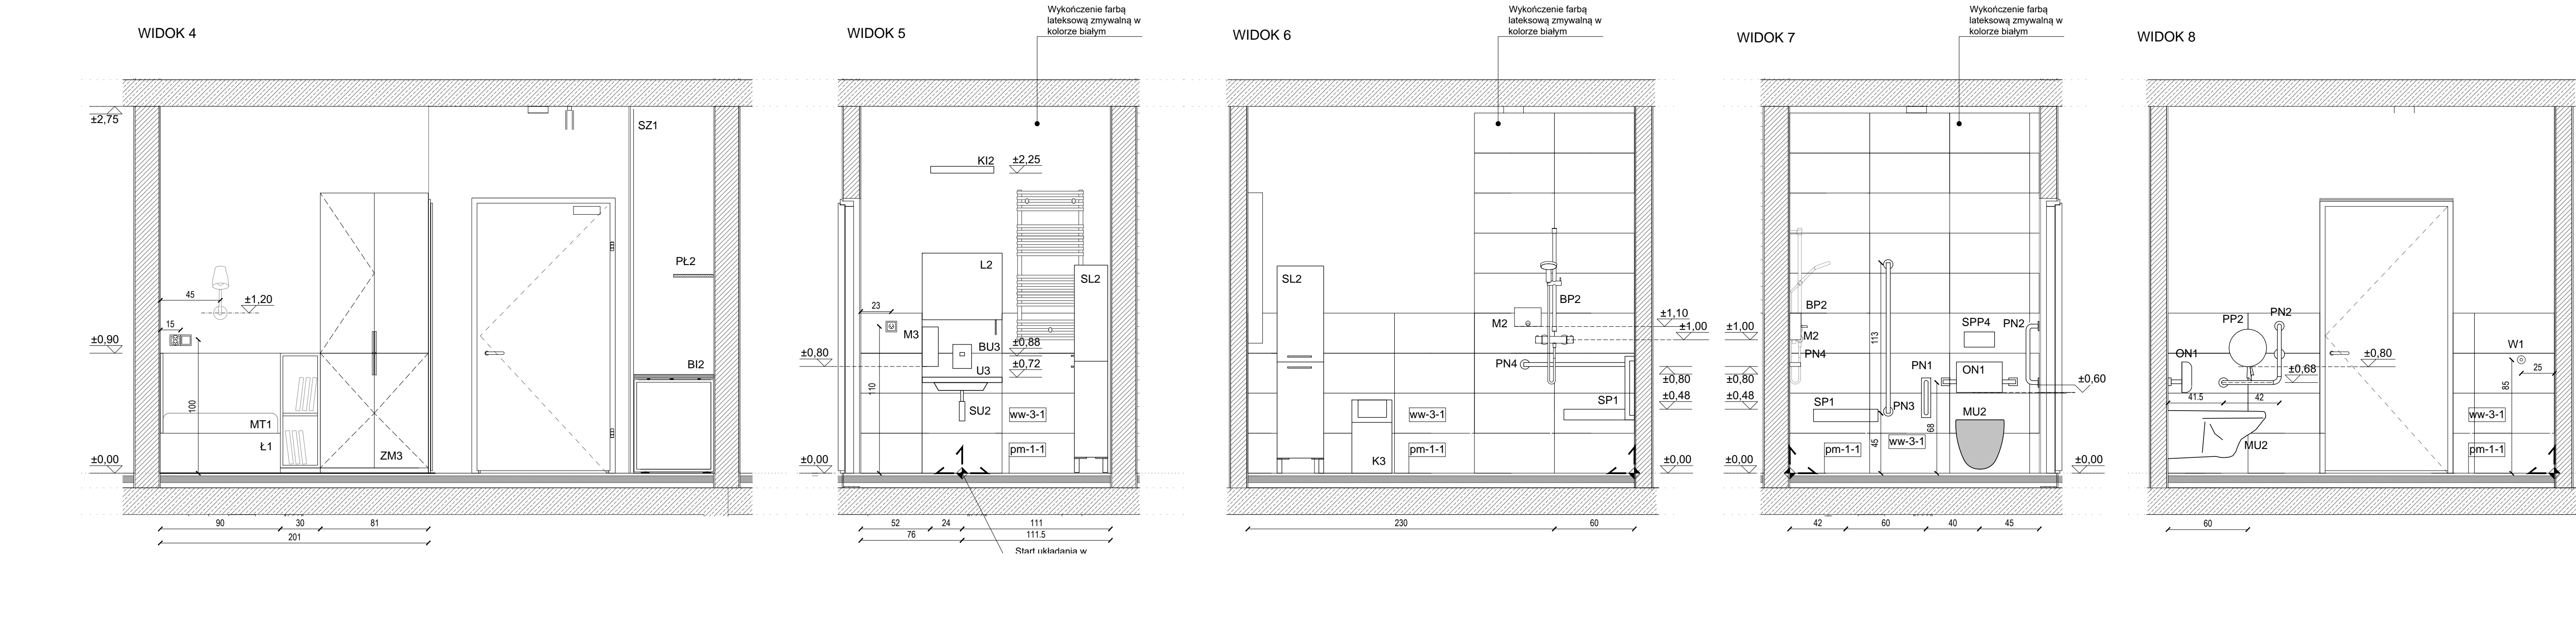 WIDOK 4
±2,75
SZ1
PŁ2
45
±1,20
15
±0,90
BI2
100
MT1
Ł1
ZM3
±0,00
90
30
81
201
WIDOK 5
Wykończenie farbą
lateksową zmywalną w
kolorze białym
KI2
±2,25
L2
SL2
23
M3
BU3
±0,88
±0,80
±0,72
U3
110
SU2
ww-3-1
pm-1-1
±0,00
52
24
111
76
111.5
Start układania w
WIDOK 6
Wykończenie farbą
lateksową zmywalną w
kolorze białym
SL2
BP2
M2
±1,10
±1,00
PN4
±0,80
±0,48
SP1
ww-3-1
pm-1-1
K3
±0,00
230
60
WIDOK 7
Wykończenie farbą
lateksową zmywalną w
kolorze białym
BP2
±1,00
M2
SPP4
PN2
113
PN4
PN1
ON1
±0,80
±0,60
±0,48
SP1
PN3
MU2
68
45
ww-3-1
pm-1-1
±0,00
±0,00
42
60
40
45
WIDOK 8
PN2
PP2
W1
ON1
±0,80
±0,68
25
85
41.5
42
ww-3-1
MU2
pm-1-1
60